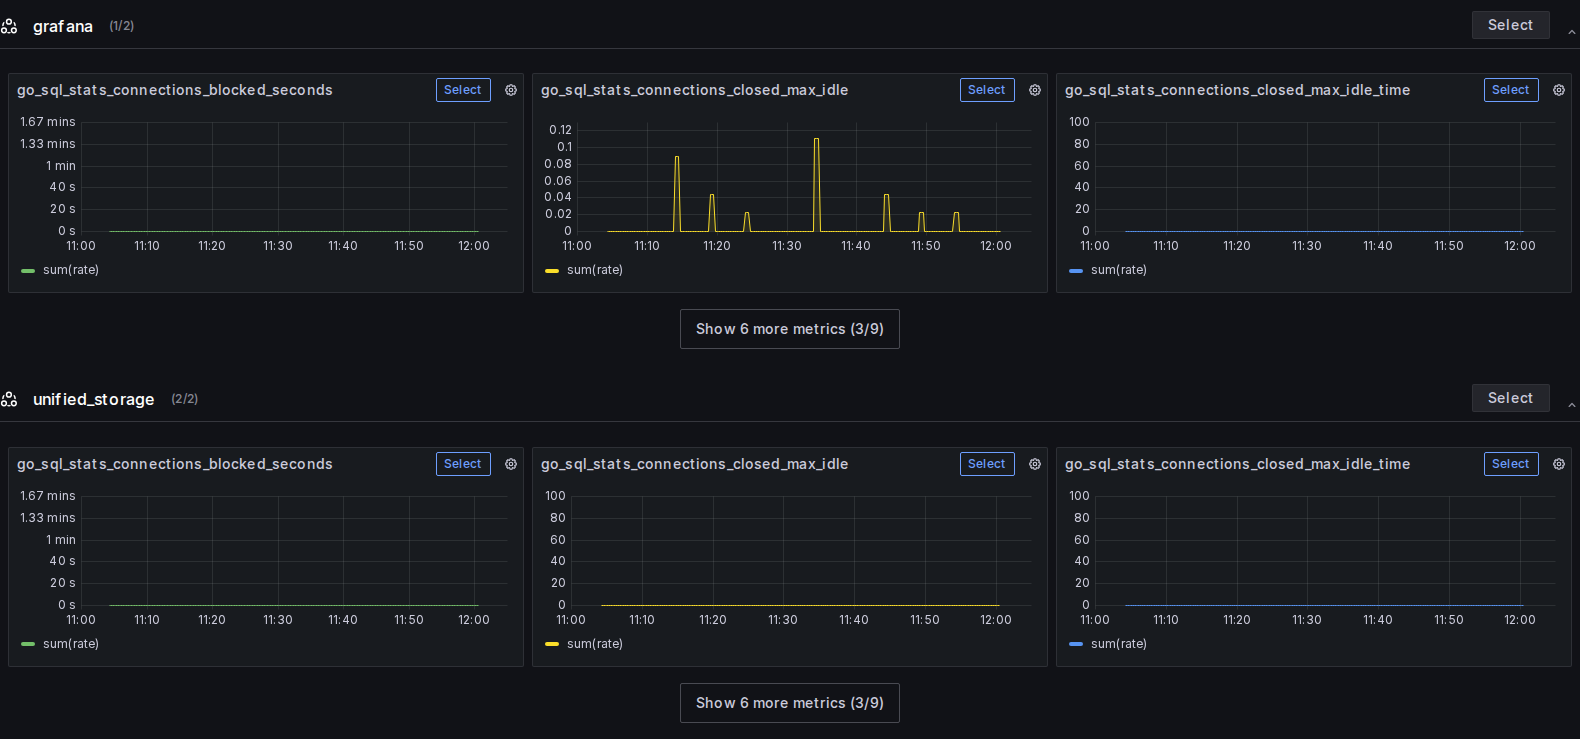 grafana (1/2) Select
go_sql_stats_connections_blocked_seconds Select
1.67 mins
1.33 mins
1 min
40 s
20 s
0 s
11:00 11:10 11:20 11:30 11:40 11:50 12:00
sum(rate)
go_sql_stats_connections_closed_max_idle Select
0.12
0.1
0.08
0.06
0.04
0.02
0
11:00 11:10 11:20 11:30 11:40 11:50 12:00
sum(rate)
go_sql_stats_connections_closed_max_idle_time Select
100
80
60
40
20
0
11:00 11:10 11:20 11:30 11:40 11:50 12:00
sum(rate)
Show 6 more metrics (3/9)
unified_storage (2/2) Select
go_sql_stats_connections_blocked_seconds Select
1.67 mins
1.33 mins
1 min
40 s
20 s
0 s
11:00 11:10 11:20 11:30 11:40 11:50 12:00
sum(rate)
go_sql_stats_connections_closed_max_idle Select
100
80
60
40
20
0
11:00 11:10 11:20 11:30 11:40 11:50 12:00
sum(rate)
go_sql_stats_connections_closed_max_idle_time Select
100
80
60
40
20
0
11:00 11:10 11:20 11:30 11:40 11:50 12:00
sum(rate)
Show 6 more metrics (3/9)